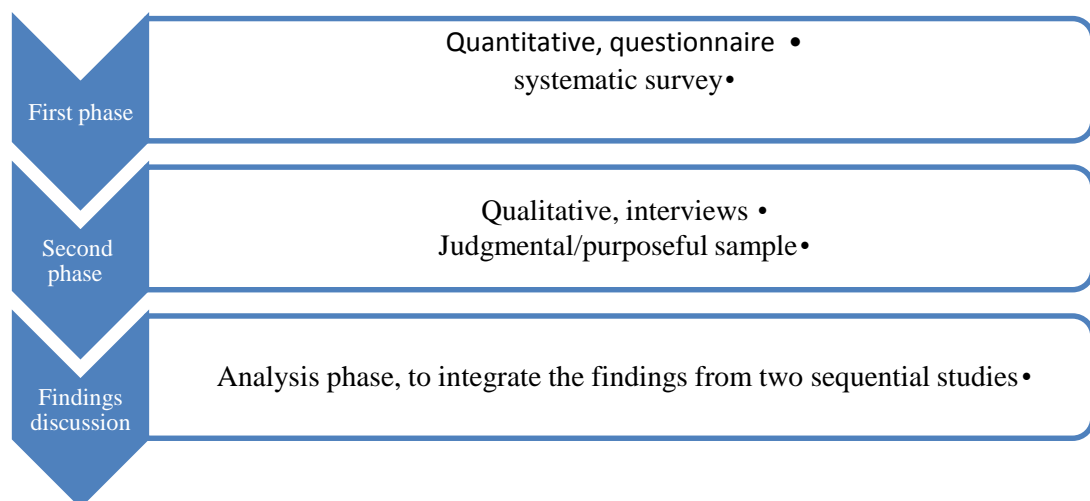 First phase
Quantitative, questionnaire •
systematic survey•
Second
phase
Qualitative, interviews •
Judgmental/purposeful sample•
Findings
discussion
Analysis phase, to integrate the findings from two sequential studies•